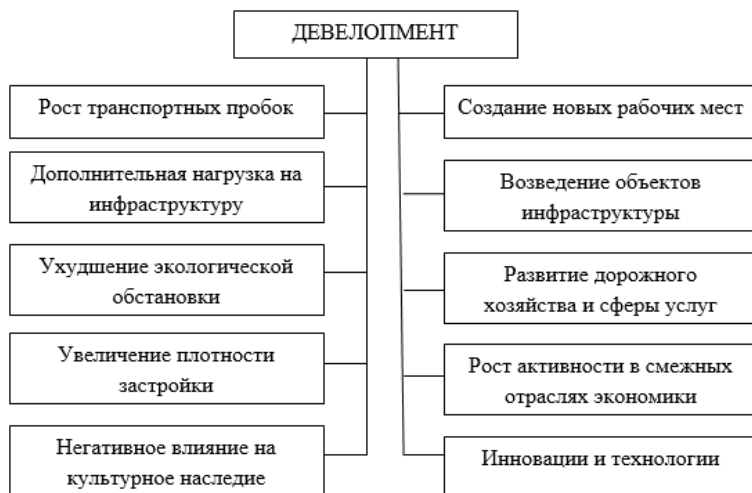 ДЕВЕЛОПМЕНТ
Рост транспортных пробок
Дополнительная нагрузка на
инфраструктуру
Ухудшение экологической
обстановки
Увеличение плотности
застройки
Негативное влияние на
культурное наследие
Создание новых рабочих мест
Возведение объектов
инфраструктуры
Развитие дорожного
хозяйства и сферы услуг
Рост активности в смежных
отраслях экономики
Инновации и технологии